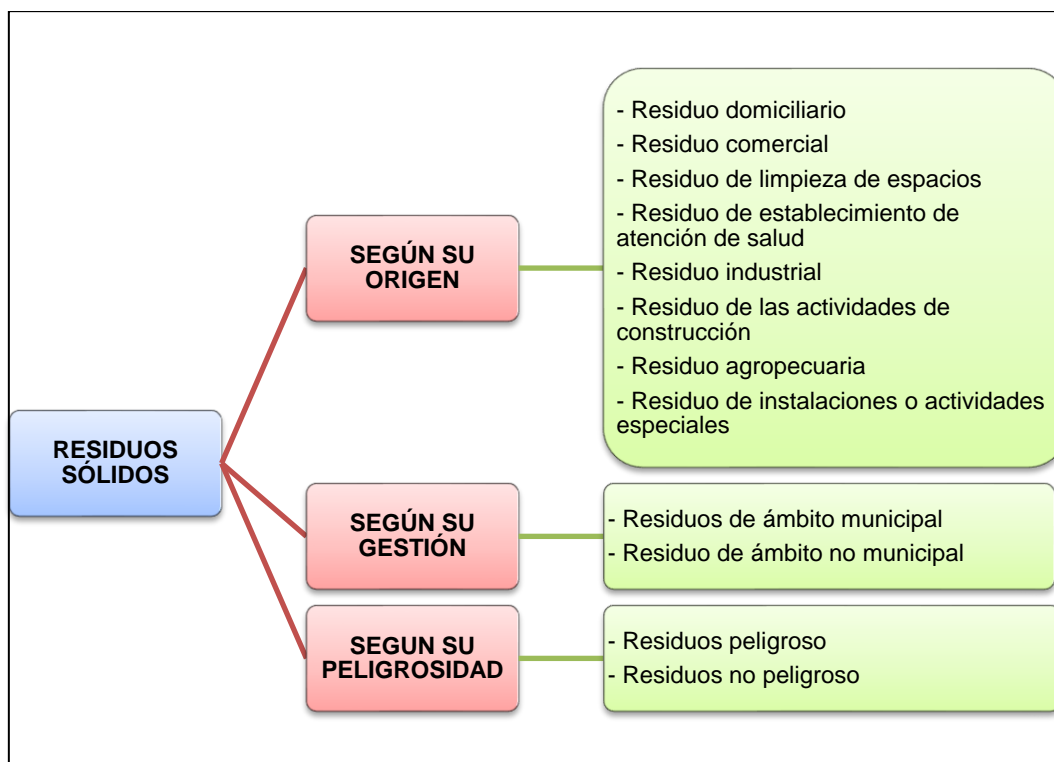 RESIDUOS
SÓLIDOS
SEGÚN SU
ORIGEN
- Residuo domiciliario
- Residuo comercial
- Residuo de limpieza de espacios
- Residuo de establecimiento de
atención de salud
- Residuo industrial
- Residuo de las actividades de
construcción
- Residuo agropecuaria
- Residuo de instalaciones o actividades
especiales
SEGÚN SU
GESTIÓN
- Residuos de ámbito municipal
- Residuo de ámbito no municipal
SEGUN SU
PELIGROSIDAD
- Residuos peligroso
- Residuos no peligroso